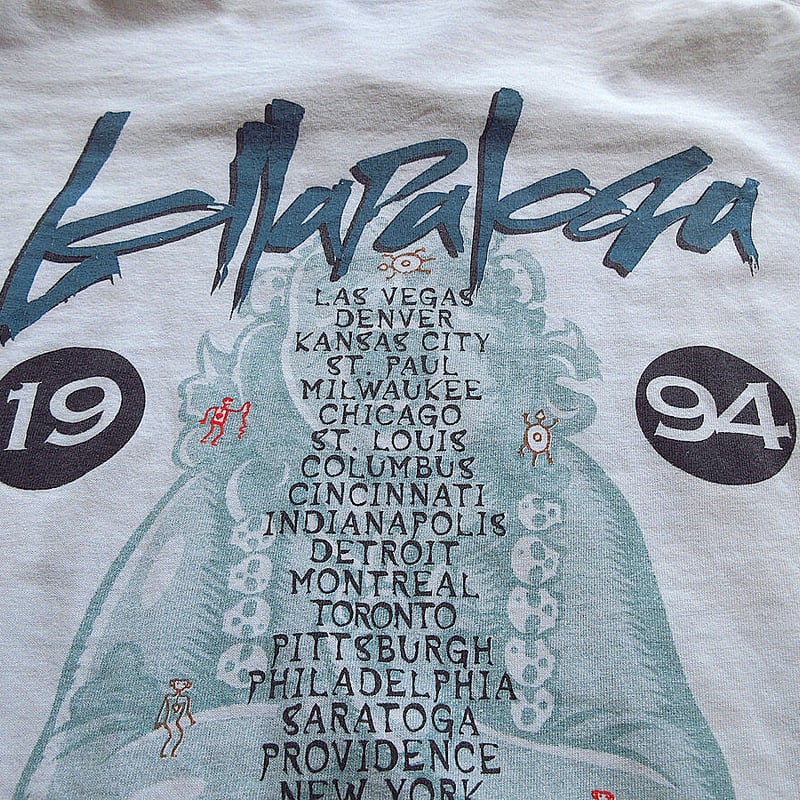 Lollapalooza
19 94
LAS VEGAS
DENVER
KANSAS CITY
ST. PAUL
MILWAUKEE
CHICAGO
ST. LOUIS
COLUMBUS
CINCINNATI
INDIANAPOLIS
DETROIT
MONTREAL
TORONTO
PITTSBURGH
PHILADELPHIA
SARATOGA
PROVIDENCE
NEW YORK